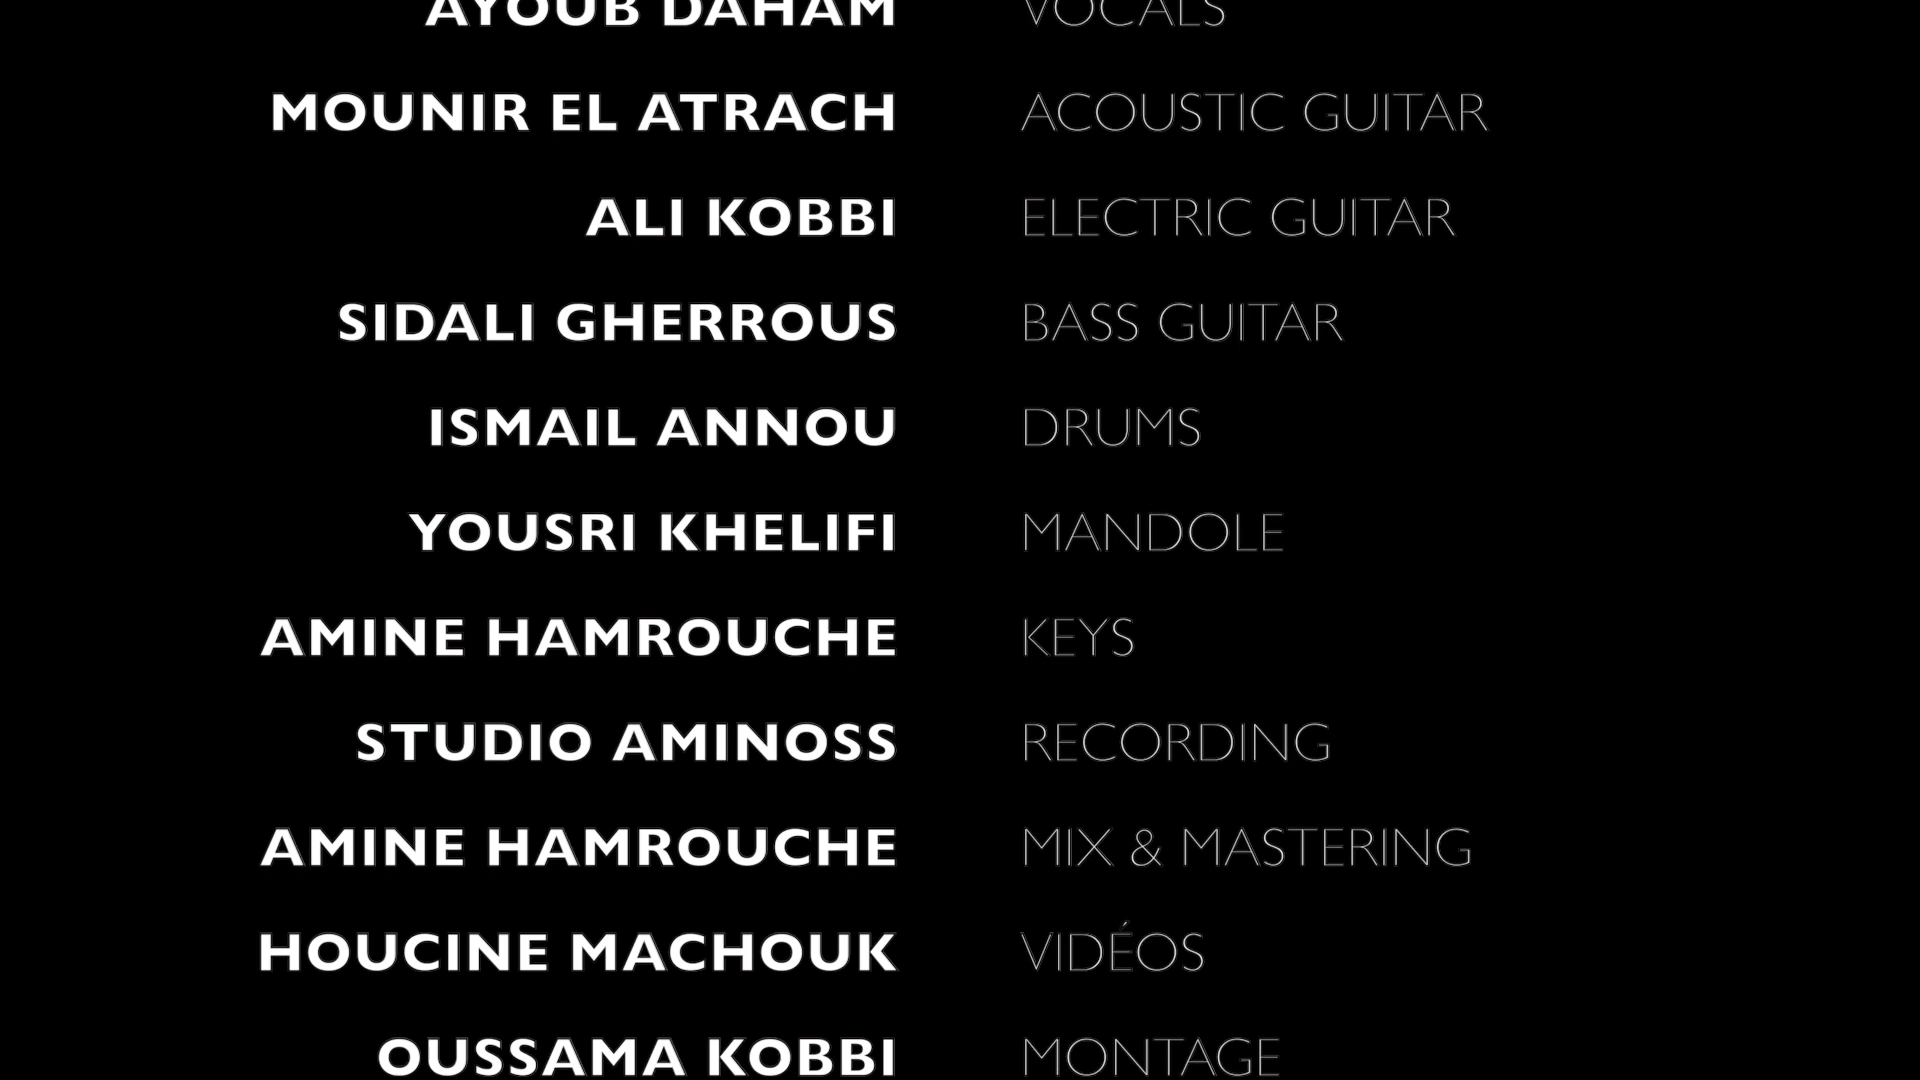 AYOUB DAHAM VOCALS
MOUNIR EL ATRACH ACOUSTIC GUITAR
ALI KOBBI ELECTRIC GUITAR
SIDALI GHERROUS BASS GUITAR
ISMAIL ANNOU DRUMS
YOUSRI KHELIFI MANDOLE
AMINE HAMROUCHE KEYS
STUDIO AMINOSS RECORDING
AMINE HAMROUCHE MIX & MASTERING
HOUCINE MACHOUK VIDÉOS
OUSSAMA KOBBI MONTAGE